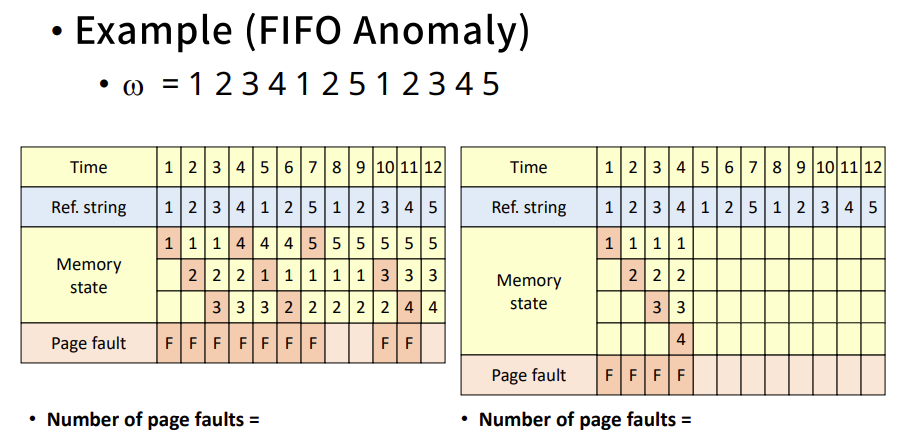 • Example (FIFO Anomaly)
• ω = 1 2 3 4 1 2 5 1 2 3 4 5
Time 1 2 3 4 5 6 7 8 9 10 11 12
Ref. string 1 2 3 4 1 2 5 1 2 3 4 5
Memory state
1 1 1 4 4 4 5 5 5 5 5 5
2 2 2 1 1 1 1 1 3 3 3
3 3 3 2 2 2 2 2 4 4
Page fault F F F F F F F F F
• Number of page faults =
Time 1 2 3 4 5 6 7 8 9 10 11 12
Ref. string 1 2 3 4 1 2 5 1 2 3 4 5
Memory state
1 1 1 1
2 2 2
3 3
4
Page fault F F F F
• Number of page faults =